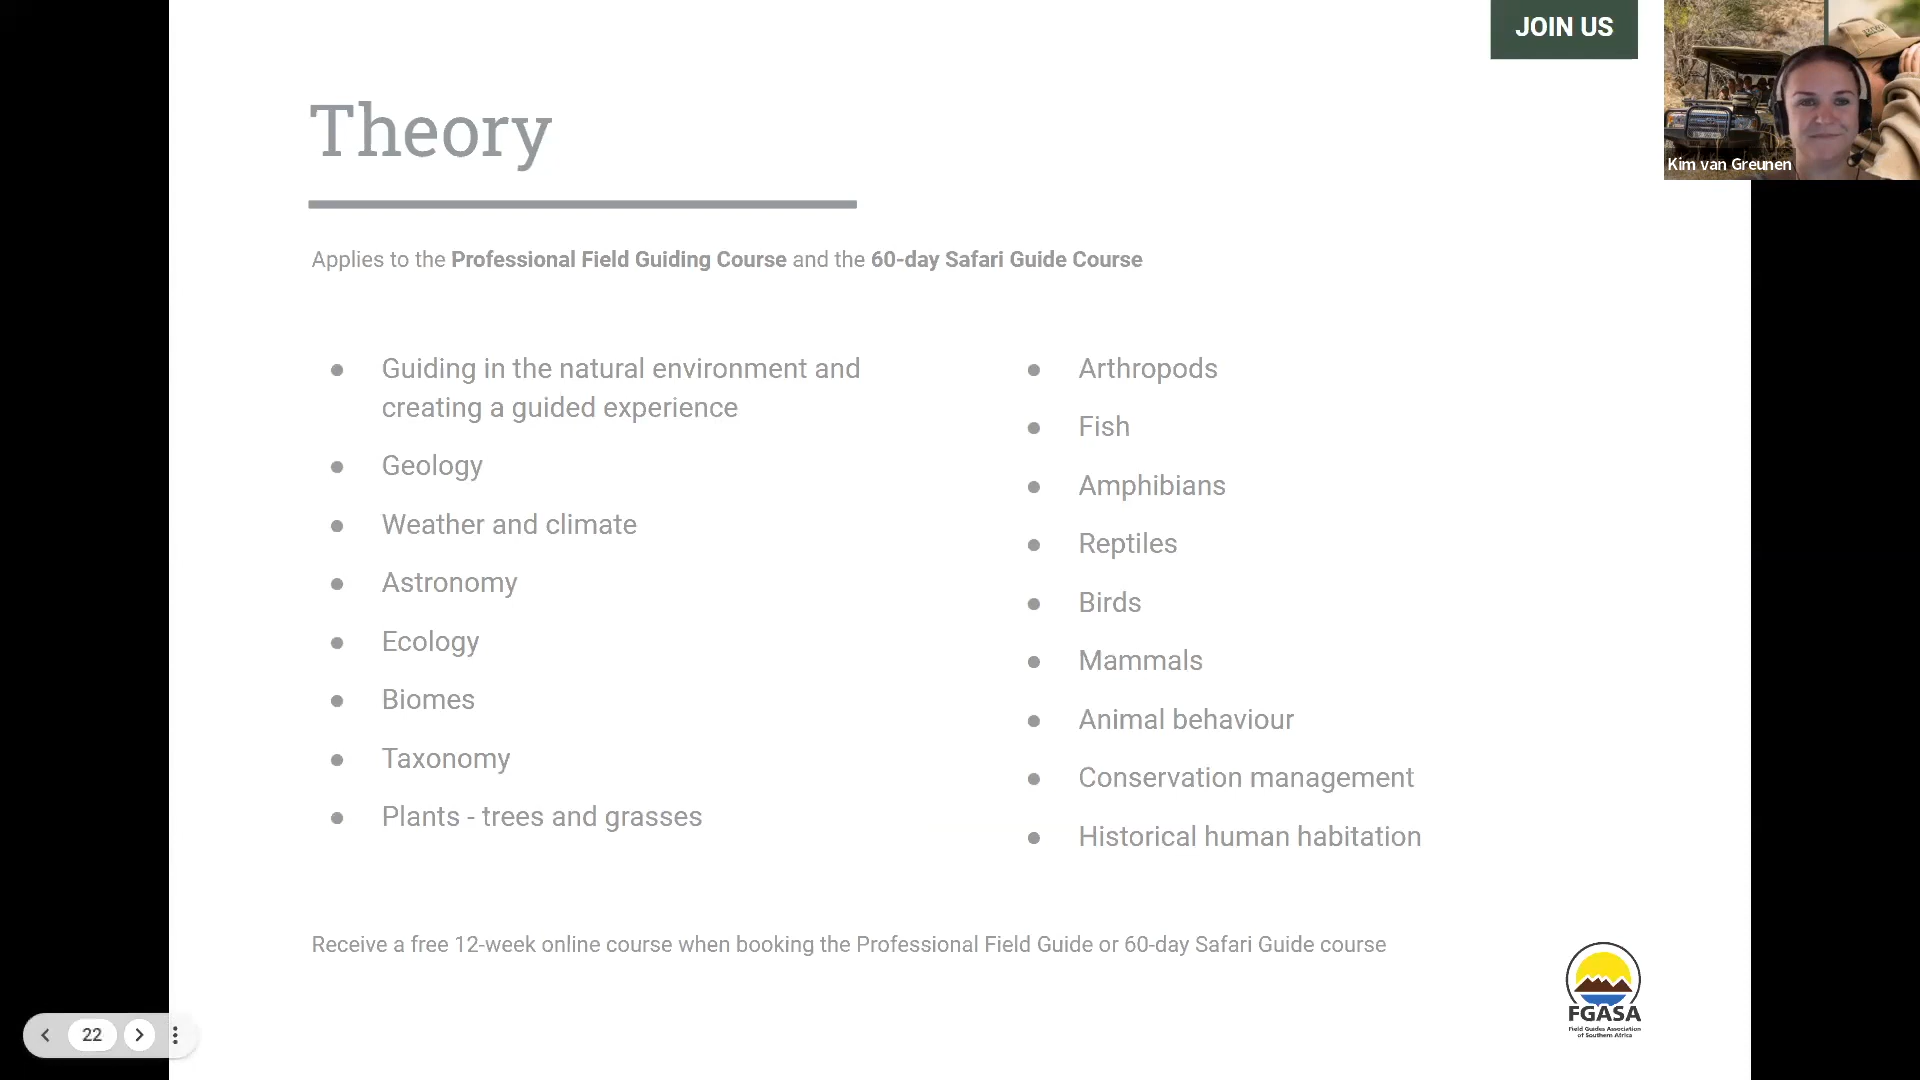 JOIN US
Kim van Greunen
Theory
Applies to the Professional Field Guiding Course and the 60-day Safari Guide Course
Guiding in the natural environment and
creating a guided experience
Geology
Weather and climate
Astronomy
Ecology
Biomes
Taxonomy
Plants - trees and grasses
Arthropods
Fish
Amphibians
Reptiles
Birds
Mammals
Animal behaviour
Conservation management
Historical human habitation
Receive a free 12-week online course when booking the Professional Field Guide or 60-day Safari Guide course
FGASA
Field Guides Association
of Southern Africa
22